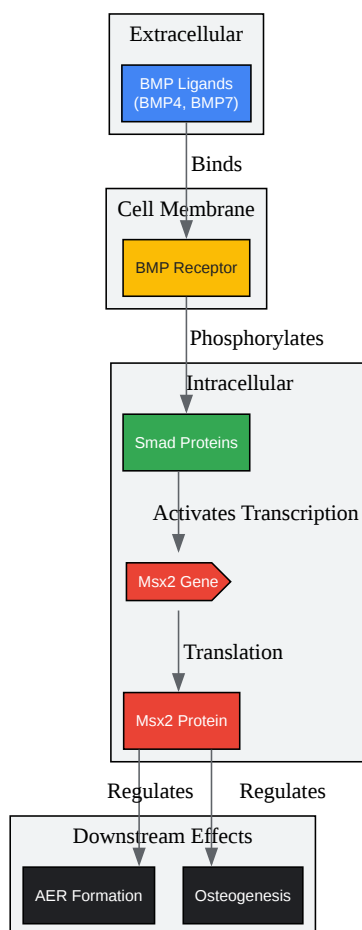 Extracellular
BMP Ligands
(BMP4, BMP7)
Binds
Cell Membrane
BMP Receptor
Phosphorylates
Intracellular
Smad Proteins
Activates Transcription
Msx2 Gene
Translation
Msx2 Protein
Regulates Regulates
Downstream Effects
AER Formation Osteogenesis